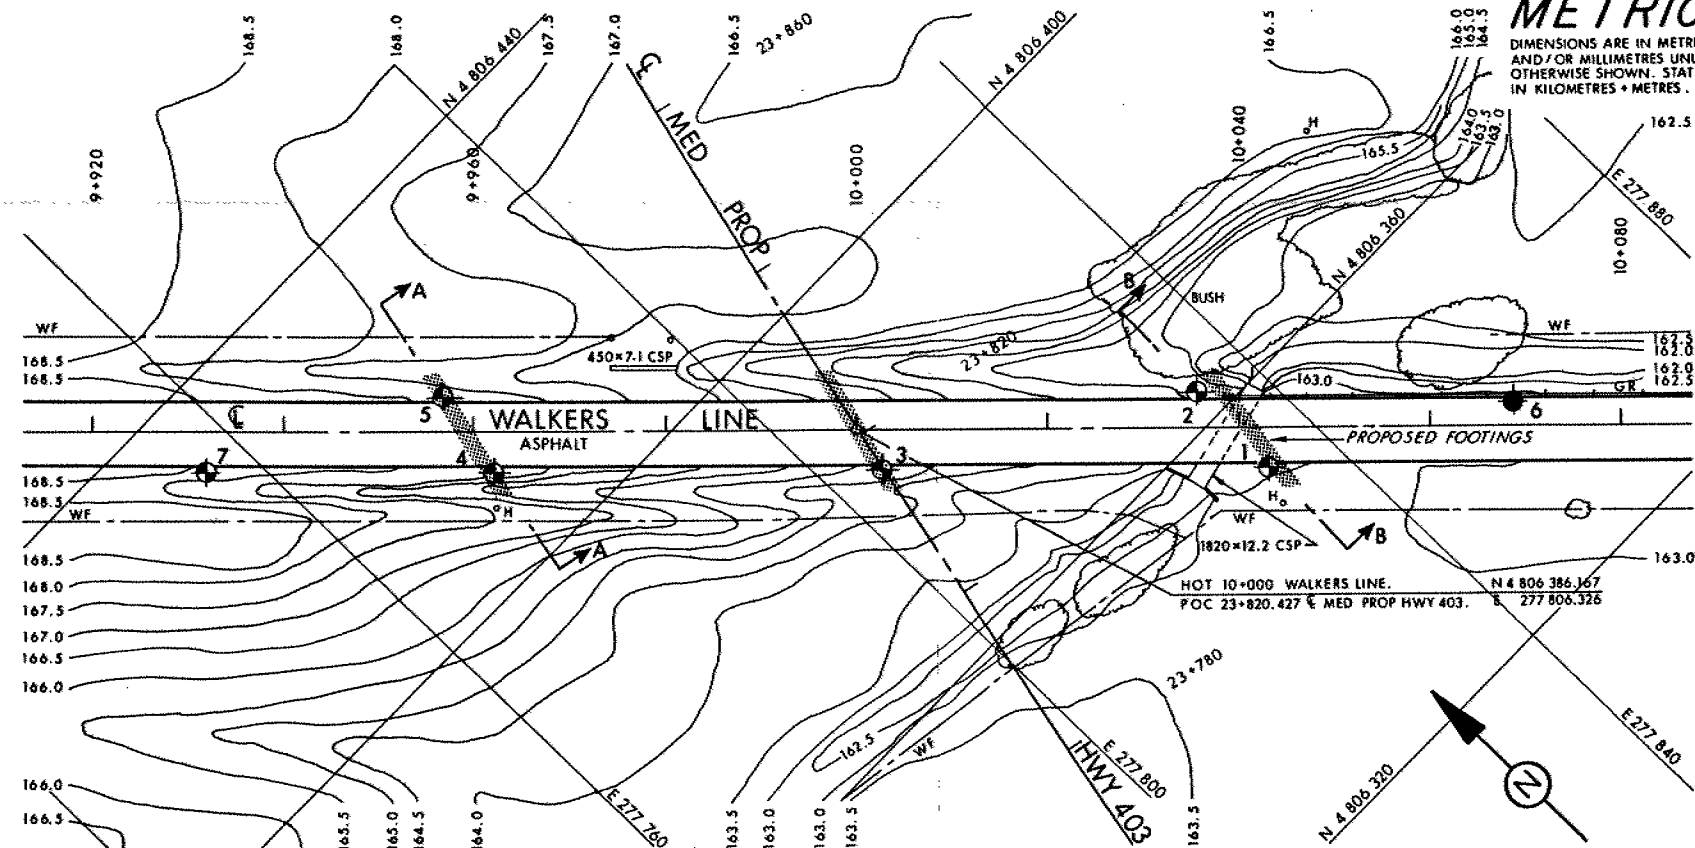 METRIC
DIMENSIONS ARE IN METRE
AND/OR MILLIMETRES UNL
OTHERWISE SHOWN. STAT
IN KILOMETRES + METRES.
168.5
168.0
167.5
167.0
166.5
23+860
166.5
166.0
165.0
164.5
N 4 806 440
N 4 806 400
℄ MED PROP
164.0
163.5
163.0
162.5
H
165.5
9+920
9+960
10+000
10+040
10+080
E 277 880
N 4 806 360
A
B
BUSH
WF
WF
168.5
168.5
450×7.1 CSP
23+820
163.0
162.5
162.0
162.0
162.5
GR
5
℄ WALKERS LINE
ASPHALT
2
6
PROPOSED FOOTINGS
7
4
3
1
168.5
168.5
WF
H
H
WF
A
1820×12.2 CSP
B
168.5
168.0
167.5
167.0
166.5
166.0
163.0
HOT 10+000 WALKERS LINE. N 4 806 386.167
POC 23+820.427 ℄ MED PROP HWY 403. E 277 806.326
23+780
162.5
WF
HWY 403
E 277 800
E 277 840
N
166.0
166.5
165.5
165.0
164.5
164.0
E 277 760
163.5
163.0
163.0
163.5
163.5
N 4 806 320